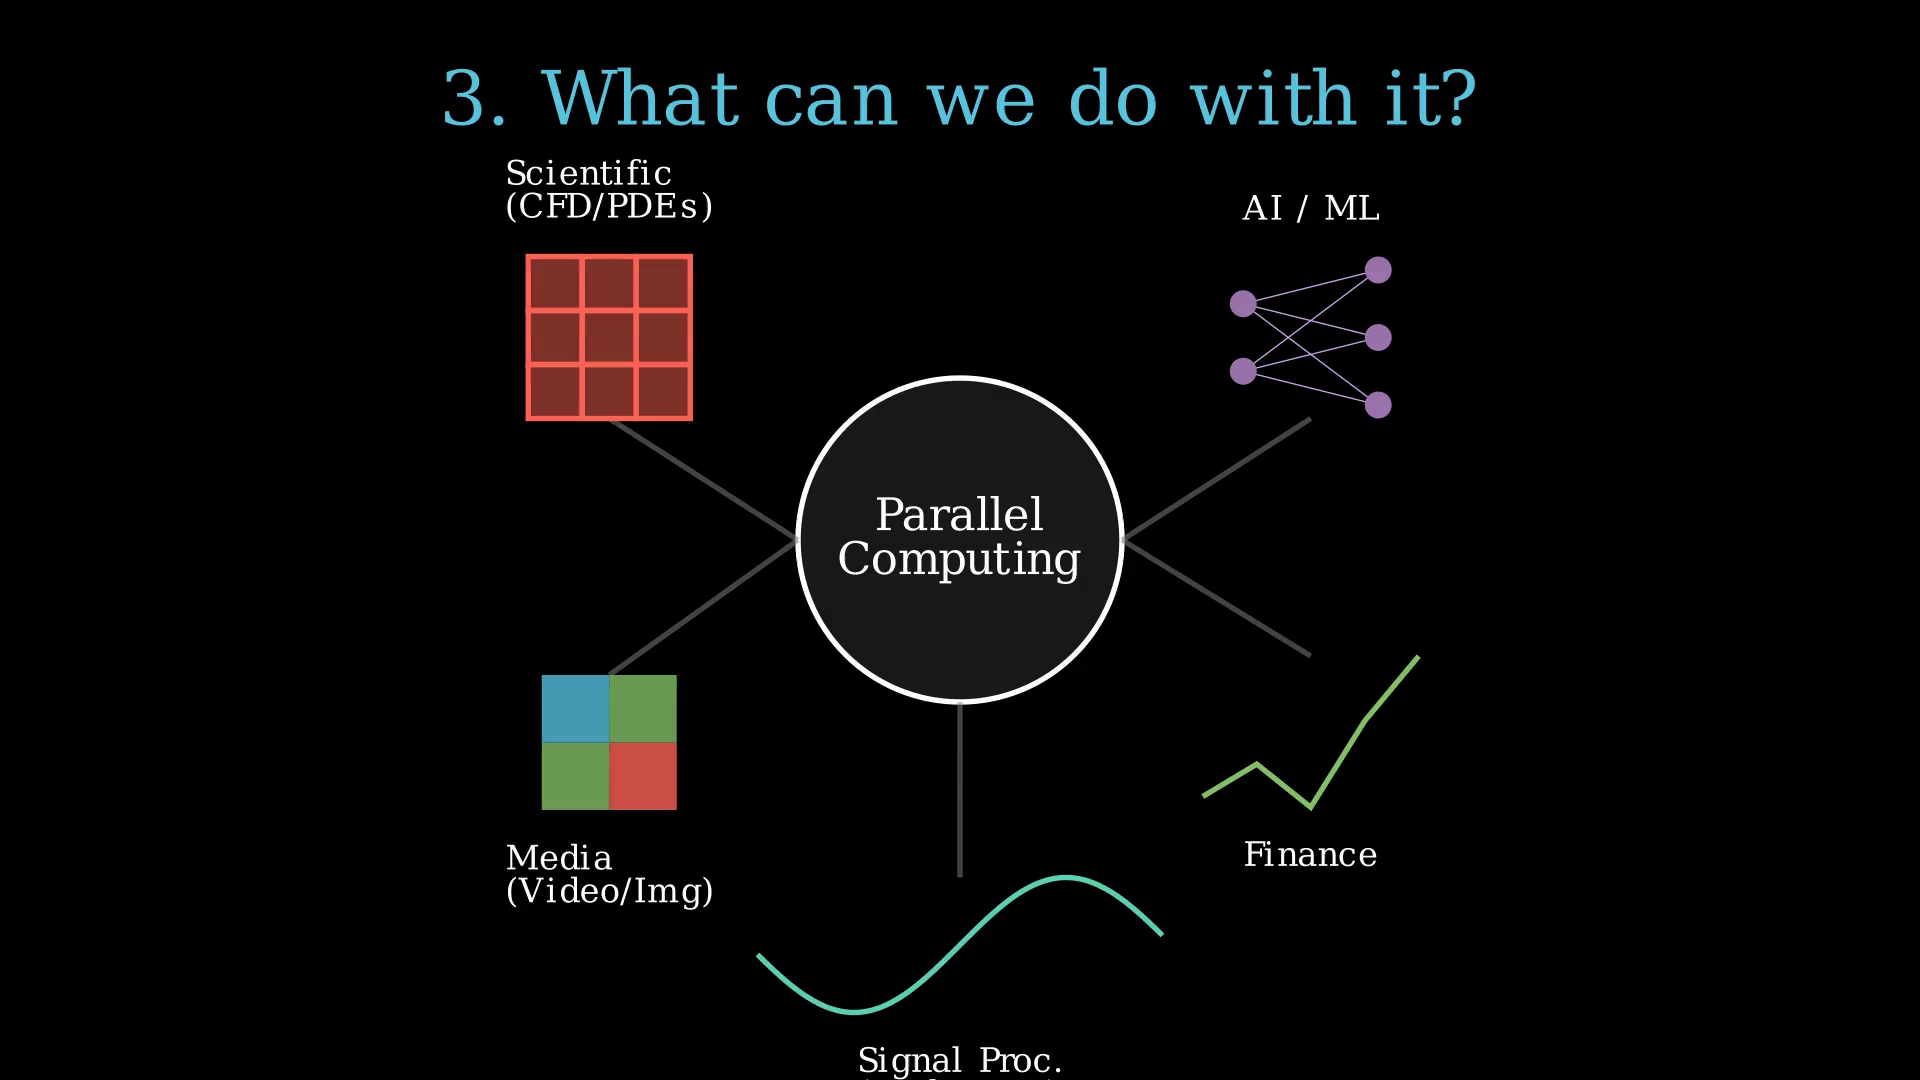 3. What can we do with it?
Scientific
(CFD/PDEs)
AI / ML
Parallel
Computing
Media
(Video/Img)
Finance
Signal Proc.